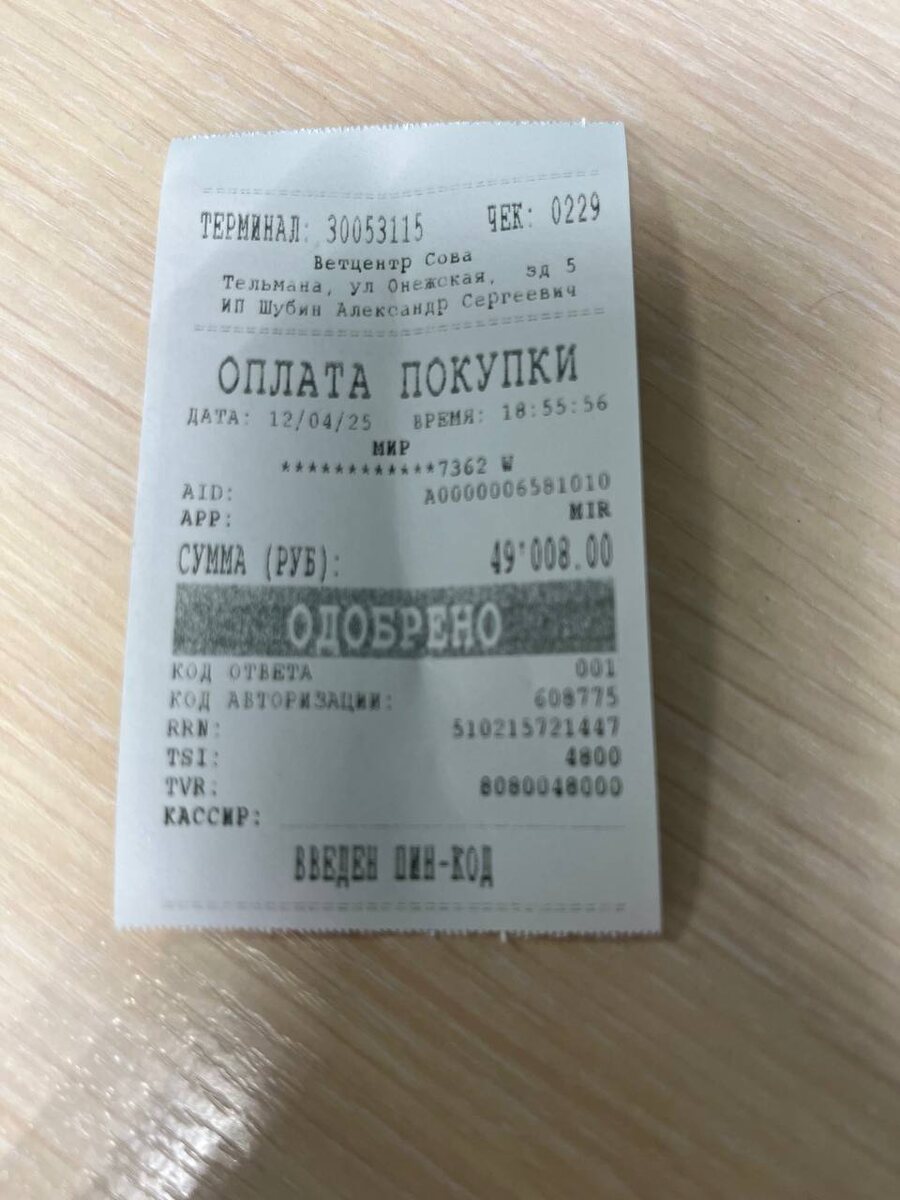 ТЕРМИНАЛ: 30053115 ЧЕК: 0229
Ветцентр Сова
Тельмана, ул Онежская, зд 5
ИП Шубин Александр Сергеевич
ОПЛАТА ПОКУПКИ
ДАТА: 12/04/25 ВРЕМЯ: 18:55:56
МИР
************7362 W
AID: A0000006581010
APP: MIR
СУММА (РУБ): 49'008.00
ОДОБРЕНО
КОД ОТВЕТА 001
КОД АВТОРИЗАЦИИ: 608775
RRN: 510215721447
TSI: 4800
TVR: 8080048000
КАССИР:
ВВЕДЕН ПИН-КОД